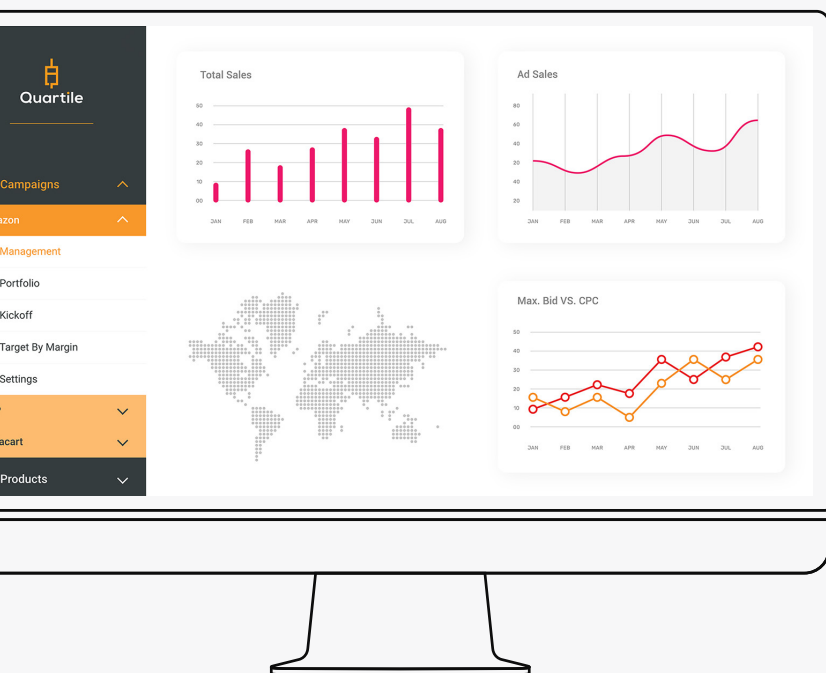 Quartile
Campaigns
azon
Management
Portfolio
Kickoff
Target By Margin
Settings
acart
Products
Total Sales
50
40
30
20
10
00
JAN FEB MAR APR MAY JUN JUL AUG
Ad Sales
40
20
40
20
JAN FEB MAR APR MAY JUN JUL AUG
Max. Bid VS. CPC
50
40
30
20
10
00
JAN FEB MAR APR MAY JUN JUL AUG